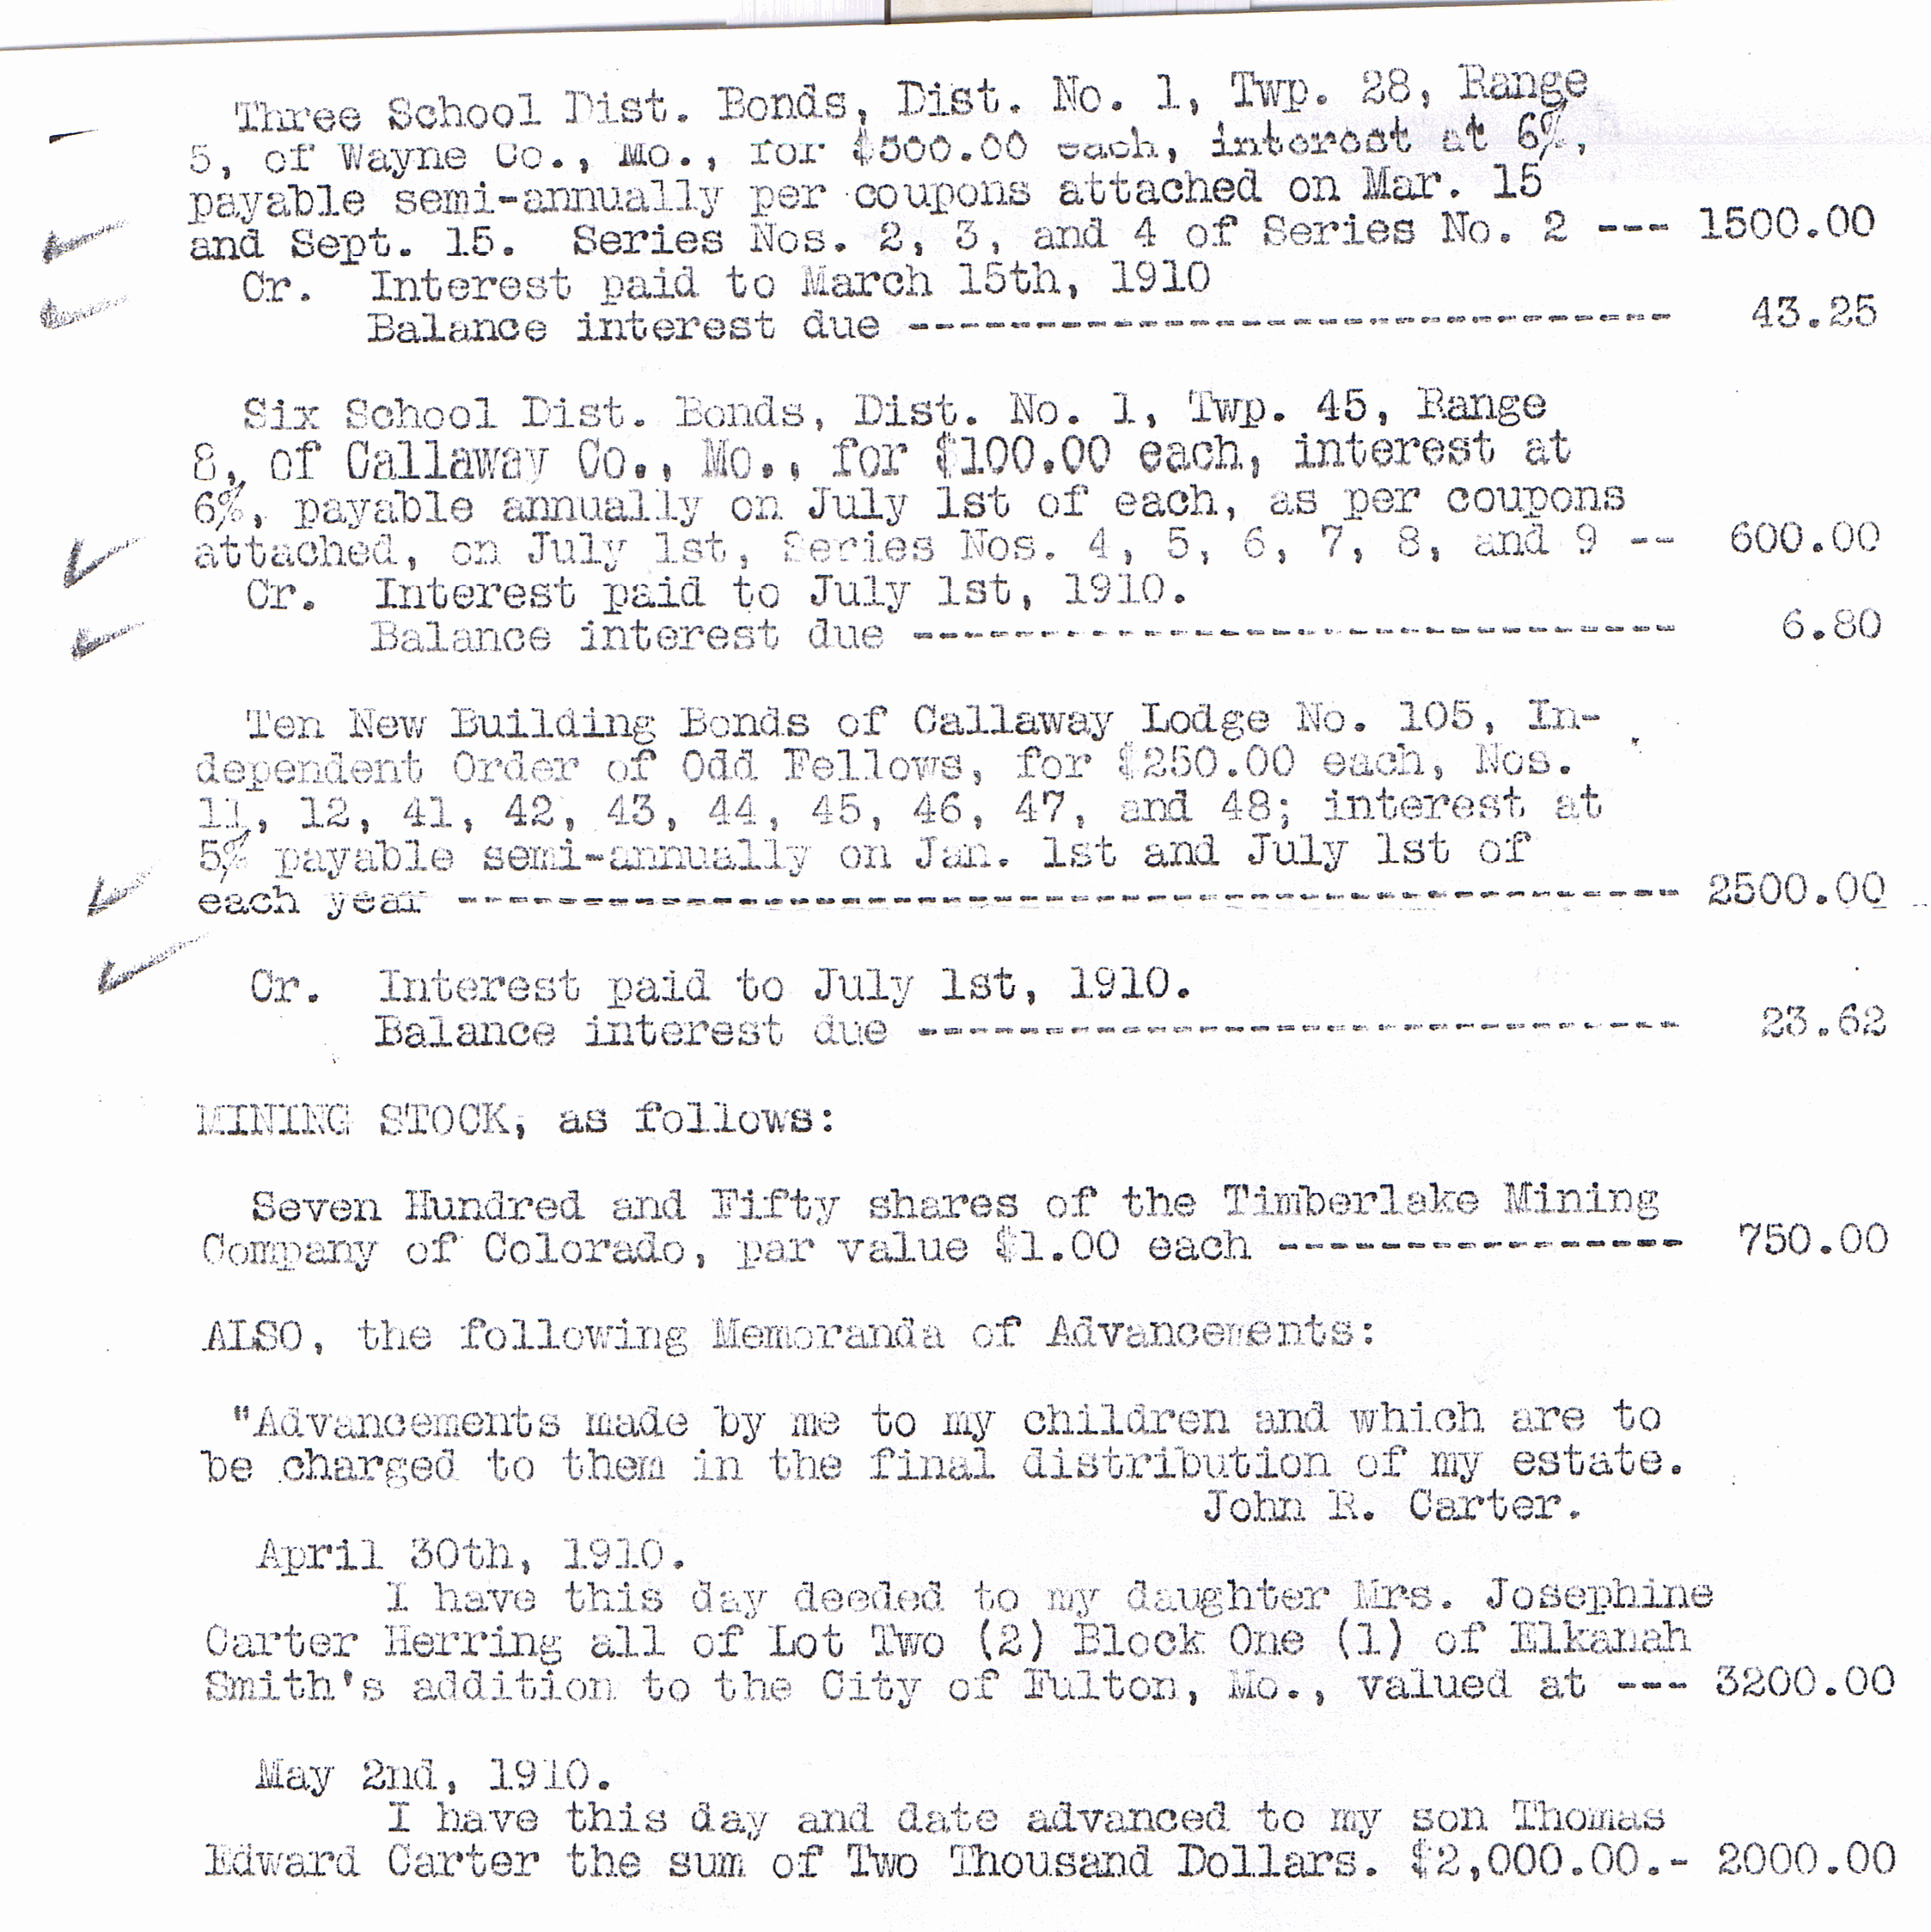 Three School Dist. Bonds, Dist. No. 1, Twp. 28, Range
5, of Wayne Co., Mo., for $500.00 each, interest at 6%,
payable semi-annually per coupons attached on Mar. 15
and Sept. 15. Series Nos. 2, 3, and 4 of Series No. 2 --- 1500.00
Cr. Interest paid to March 15th, 1910
Balance interest due ------------------------------ 43.25
Six School Dist. Bonds, Dist. No. 1, Twp. 45, Range
8, of Callaway Co., Mo., for $100.00 each, interest at
6%, payable annually on July 1st of each, as per coupons
attached, on July 1st, Series Nos. 4, 5, 6, 7, 8, and 9 -- 600.00
Cr. Interest paid to July 1st, 1910.
Balance interest due ------------------------------ 6.80
Ten New Building Bonds of Callaway Lodge No. 105, In-
dependent Order of Odd Fellows, for $250.00 each, Nos.
11, 12, 41, 42, 43, 44, 45, 46, 47, and 48; interest at
5% payable semi-annually on Jan. 1st and July 1st of
each year ------------------------------------------------ 2500.00
Cr. Interest paid to July 1st, 1910.
Balance interest due ------------------------------ 23.62
MINING STOCK, as follows:
Seven Hundred and Fifty shares of the Timberlake Mining
Company of Colorado, par value $1.00 each ---------------- 750.00
ALSO, the following Memoranda of Advancements:
"Advancements made by me to my children and which are to
be charged to them in the final distribution of my estate.
John R. Carter.
April 30th, 1910.
I have this day deeded to my daughter Mrs. Josephine
Carter Herring all of Lot Two (2) Block One (1) of Elkanah
Smith's addition to the City of Fulton, Mo., valued at --- 3200.00
May 2nd, 1910.
I have this day and date advanced to my son Thomas
Edward Carter the sum of Two Thousand Dollars. $2,000.00.- 2000.00